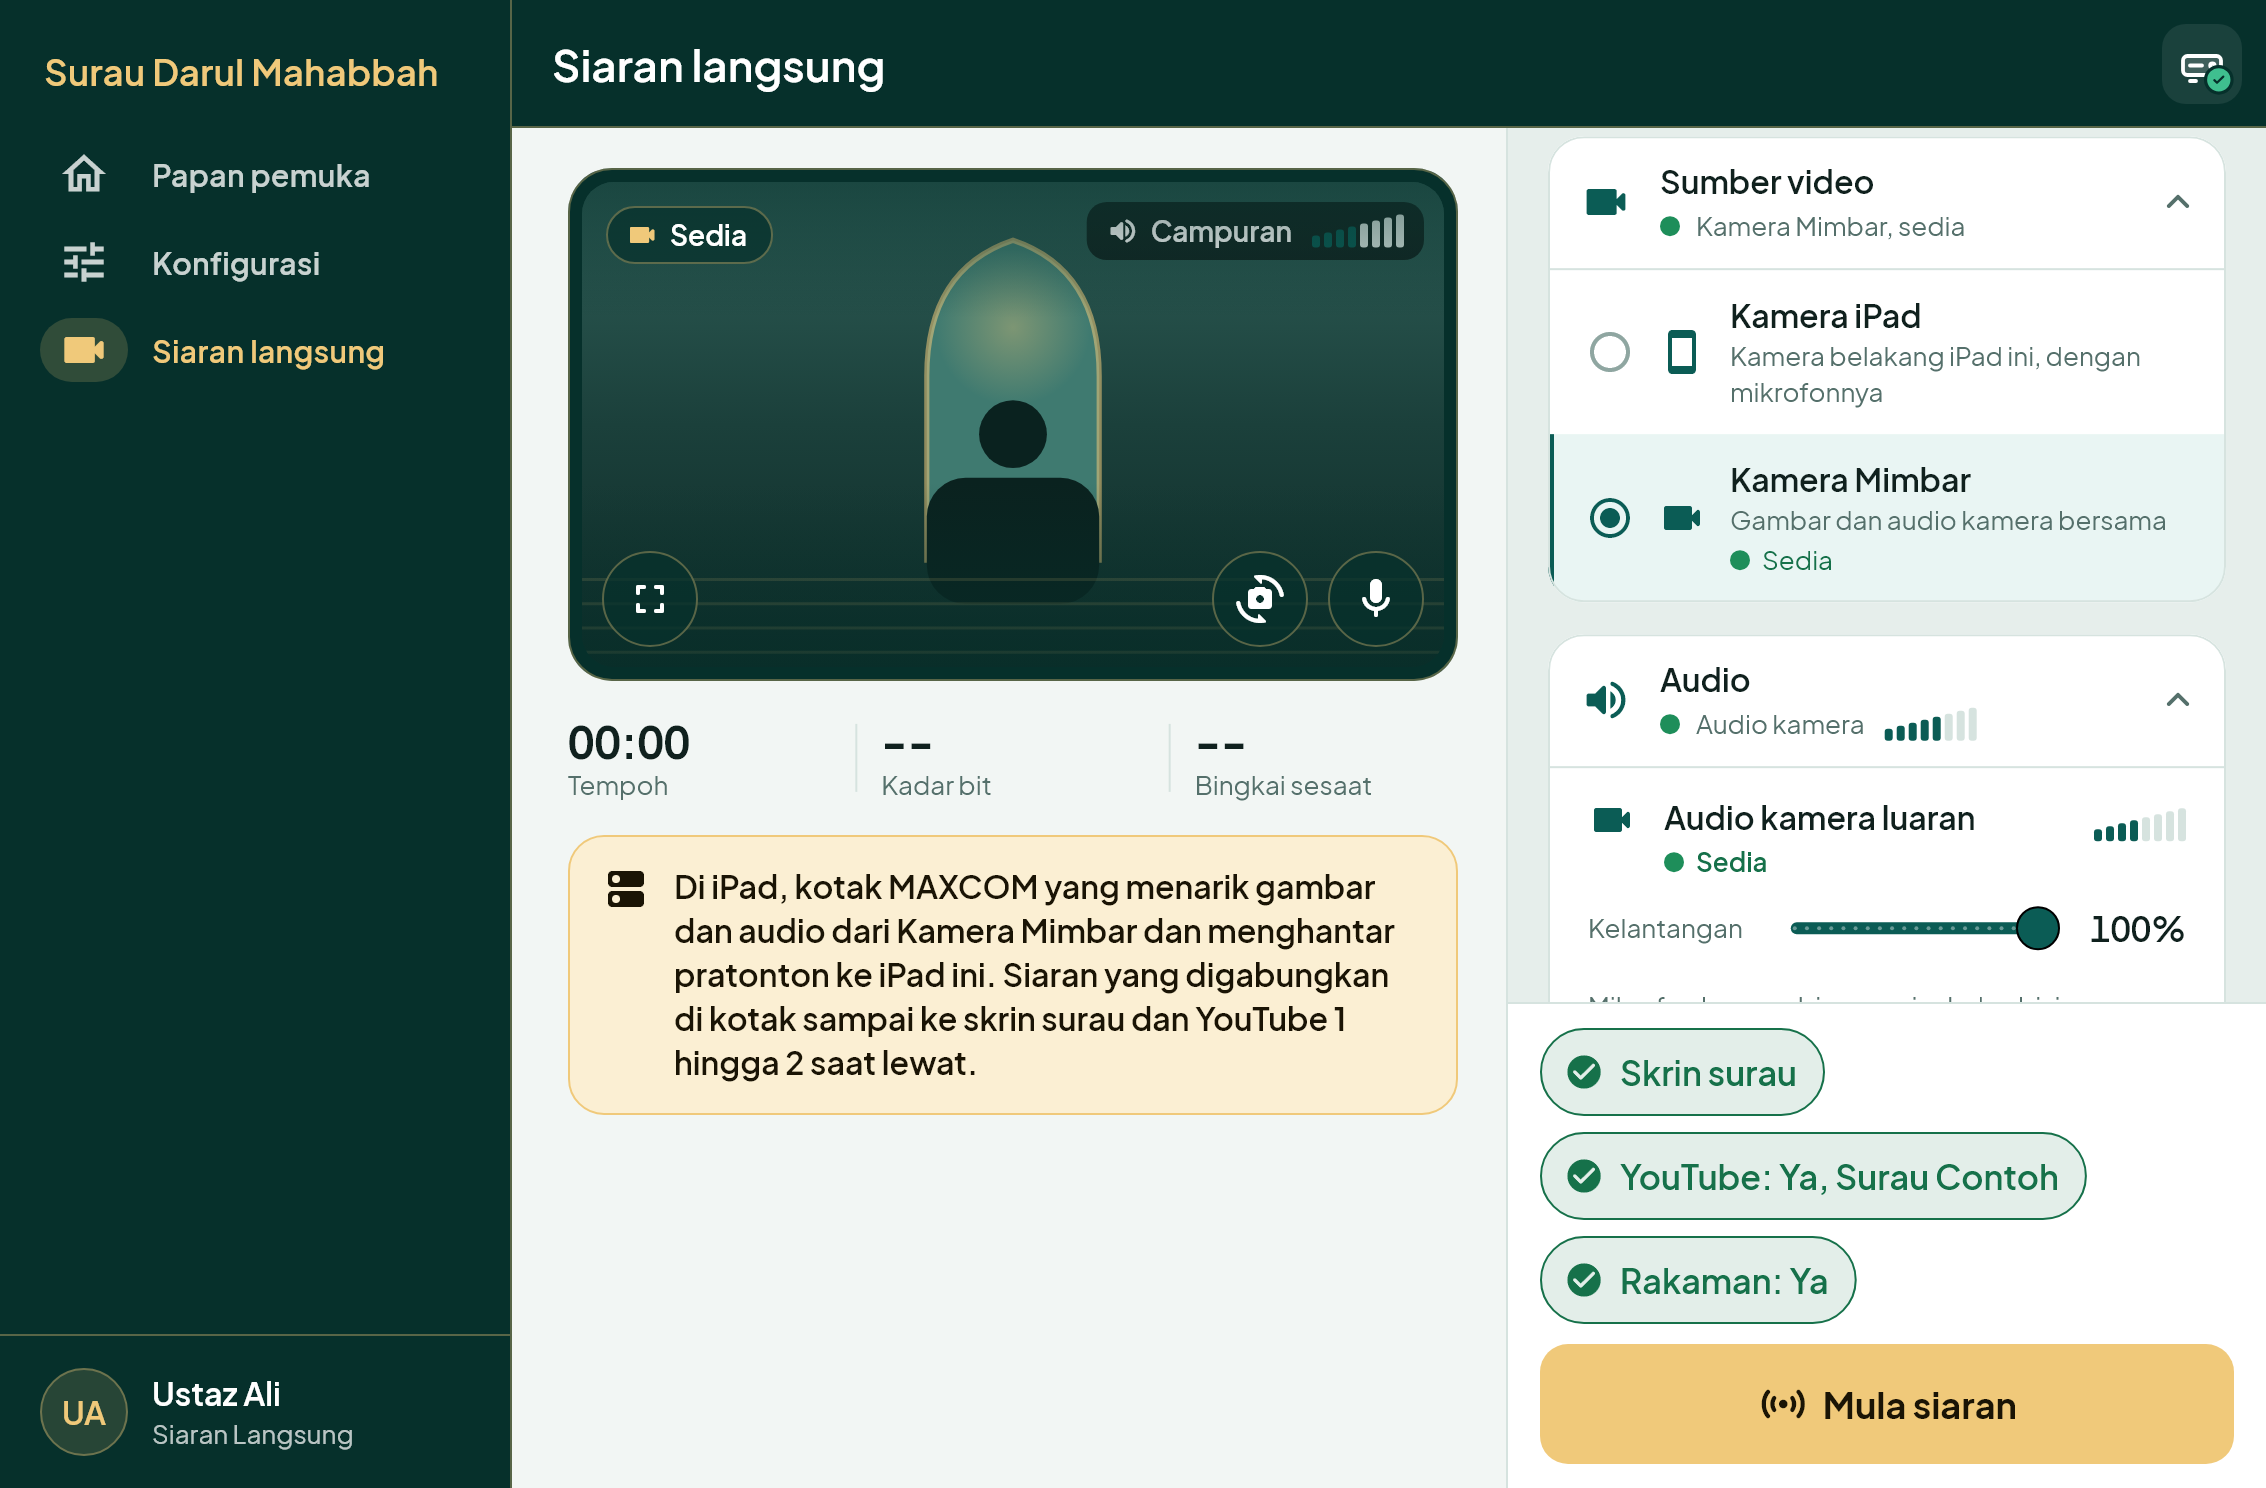 Surau Darul Mahabbah
Papan pemuka
Konfigurasi
Siaran langsung
Ustaz Ali
UA
Siaran Langsung
Siaran langsung
Sedia
Campuran
00:00
Tempoh
--
Kadar bit
--
Bingkai sesaat
Di iPad, kotak MAXCOM yang menarik gambar
dan audio dari Kamera Mimbar dan menghantar
pratonton ke iPad ini. Siaran yang digabungkan
di kotak sampai ke skrin surau dan YouTube 1
hingga 2 saat lewat.
Sumber video
Kamera Mimbar, sedia
Kamera iPad
Kamera belakang iPad ini, dengan
mikrofonnya
Kamera Mimbar
Gambar dan audio kamera bersama
Sedia
Audio
Audio kamera
Audio kamera luaran
Sedia
Kelantangan
100%
Skrin surau
YouTube: Ya, Surau Contoh
Rakaman: Ya
Mula siaran